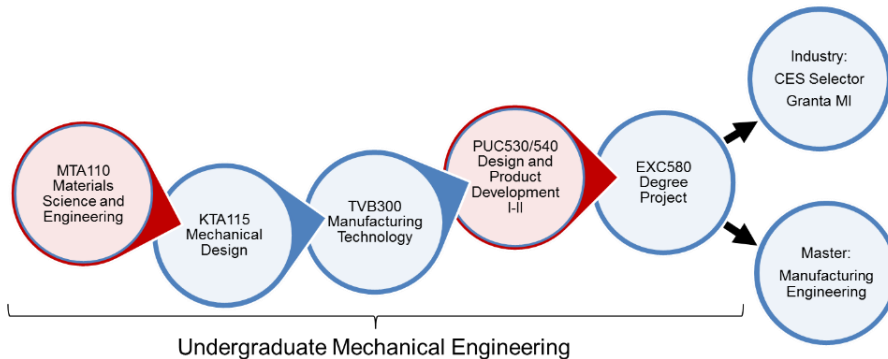 MTA110
Materials
Science and
Engineering
KTA115
Mechanical
Design
TVB300
Manufacturing
Technology
PUC530/540
Design and
Product
Development
I-II
EXC580
Degree
Project
Industry:
CES Selector
Granta MI
Master:
Manufacturing
Engineering
Undergraduate Mechanical Engineering